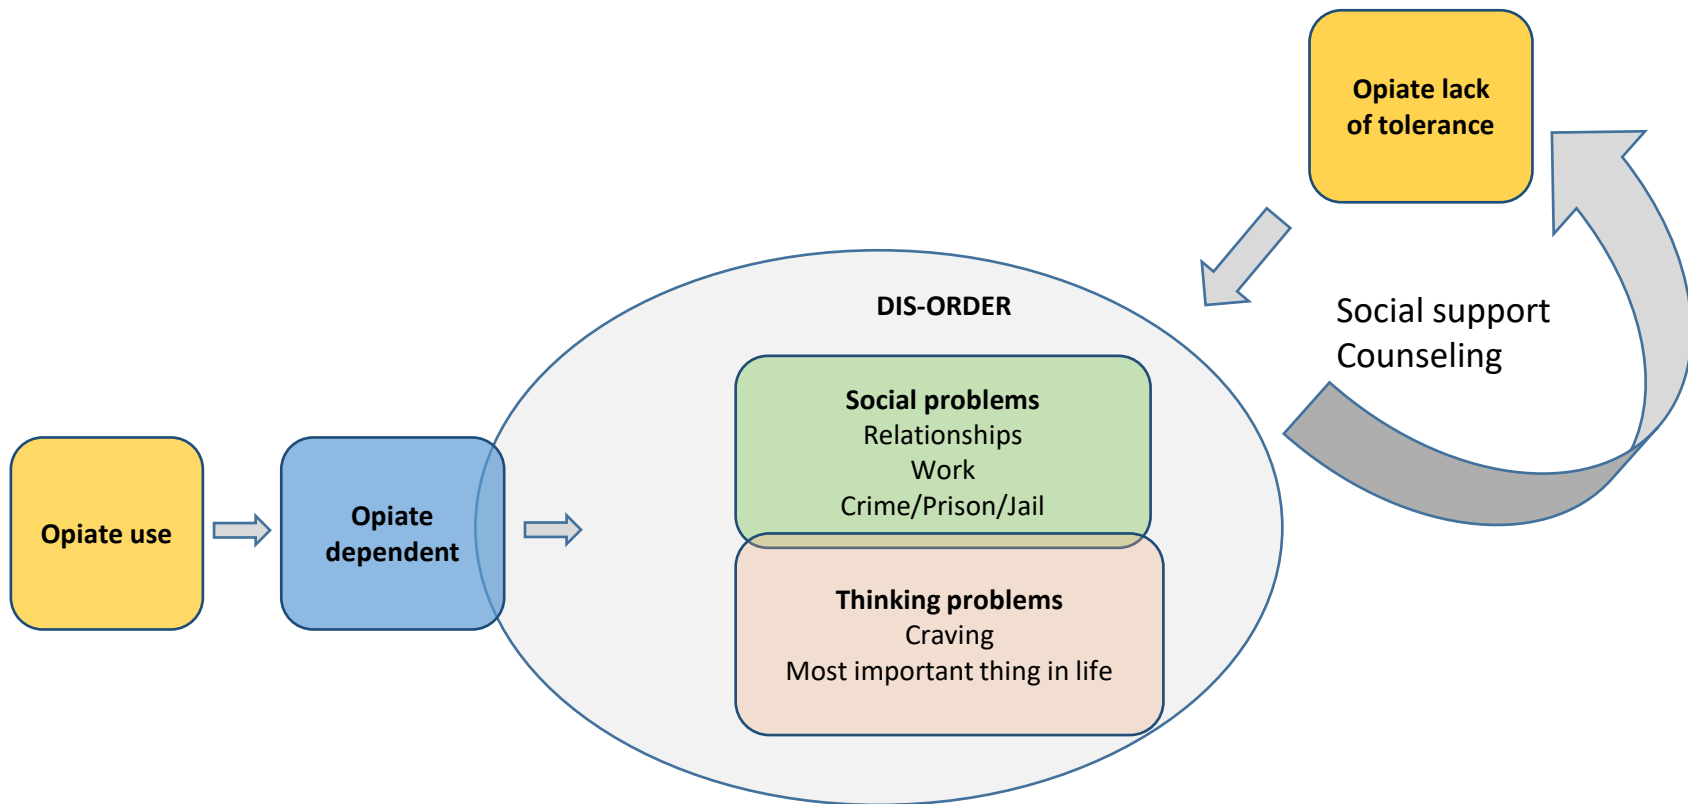 Opiate use
Opiate
dependent
DIS-ORDER
Social problems
Relationships
Work
Crime/Prison/Jail
Thinking problems
Craving
Most important thing in life
Opiate lack
of tolerance
Social support
Counseling